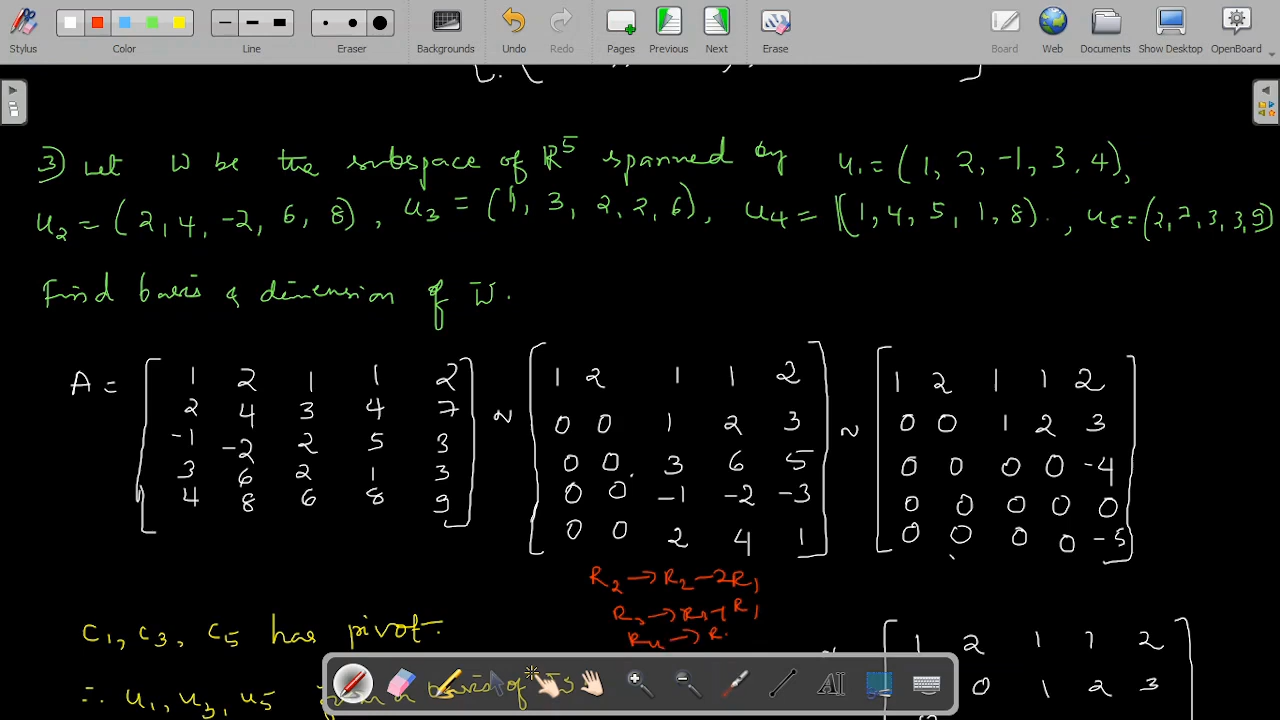 Stylus Color Line Eraser Backgrounds Undo Redo Pages Previous Next Erase Board Web Documents Show Desktop OpenBoard
3) Let W be the subspace of R^5 spanned by u1 = (1, 2, -1, 3, 4),
u2 = (2, 4, -2, 6, 8), u3 = (1, 3, 2, 2, 6), u4 = (1, 4, 5, 1, 8), u5 = (2, 7, 3, 3, 9)
Find basis & dimension of W.
A = [ 1 2 1 1 2 ~ [ 1 2 1 1 2 ~ [ 1 2 1 1 2
2 4 3 4 7 0 0 1 2 3 0 0 1 2 3
-1 -2 2 5 3 0 0 3 6 5 0 0 0 0 -4
3 6 2 1 3 0 0 -1 -2 -3 0 0 0 0 0
4 8 6 8 9 ] 0 0 2 4 1 ] 0 0 0 0 -5 ]
R2 → R2 - 2R1
R3 → R3 + R1
R4 → R
C1, C3, C5 has pivot.
1 2 1 1 2
∴ u1, u3, u5 form a basis of
0 1 2 3